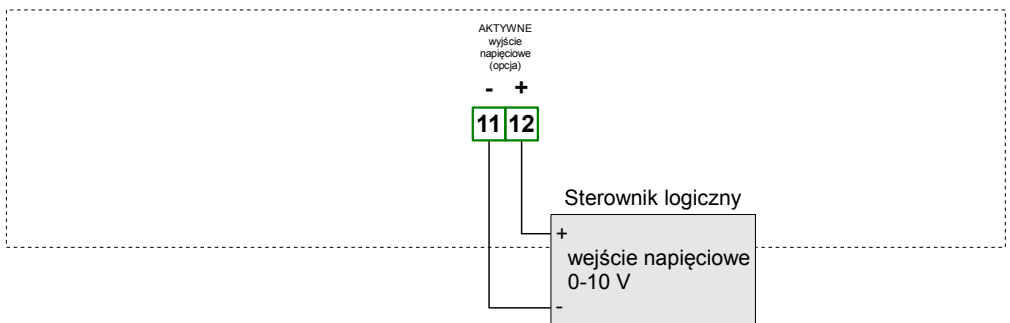 AKTYWNE
wyjście
napięciowe
(opcja)
- +
11 12
Sterownik logiczny
+
wejście napięciowe
0-10 V
-